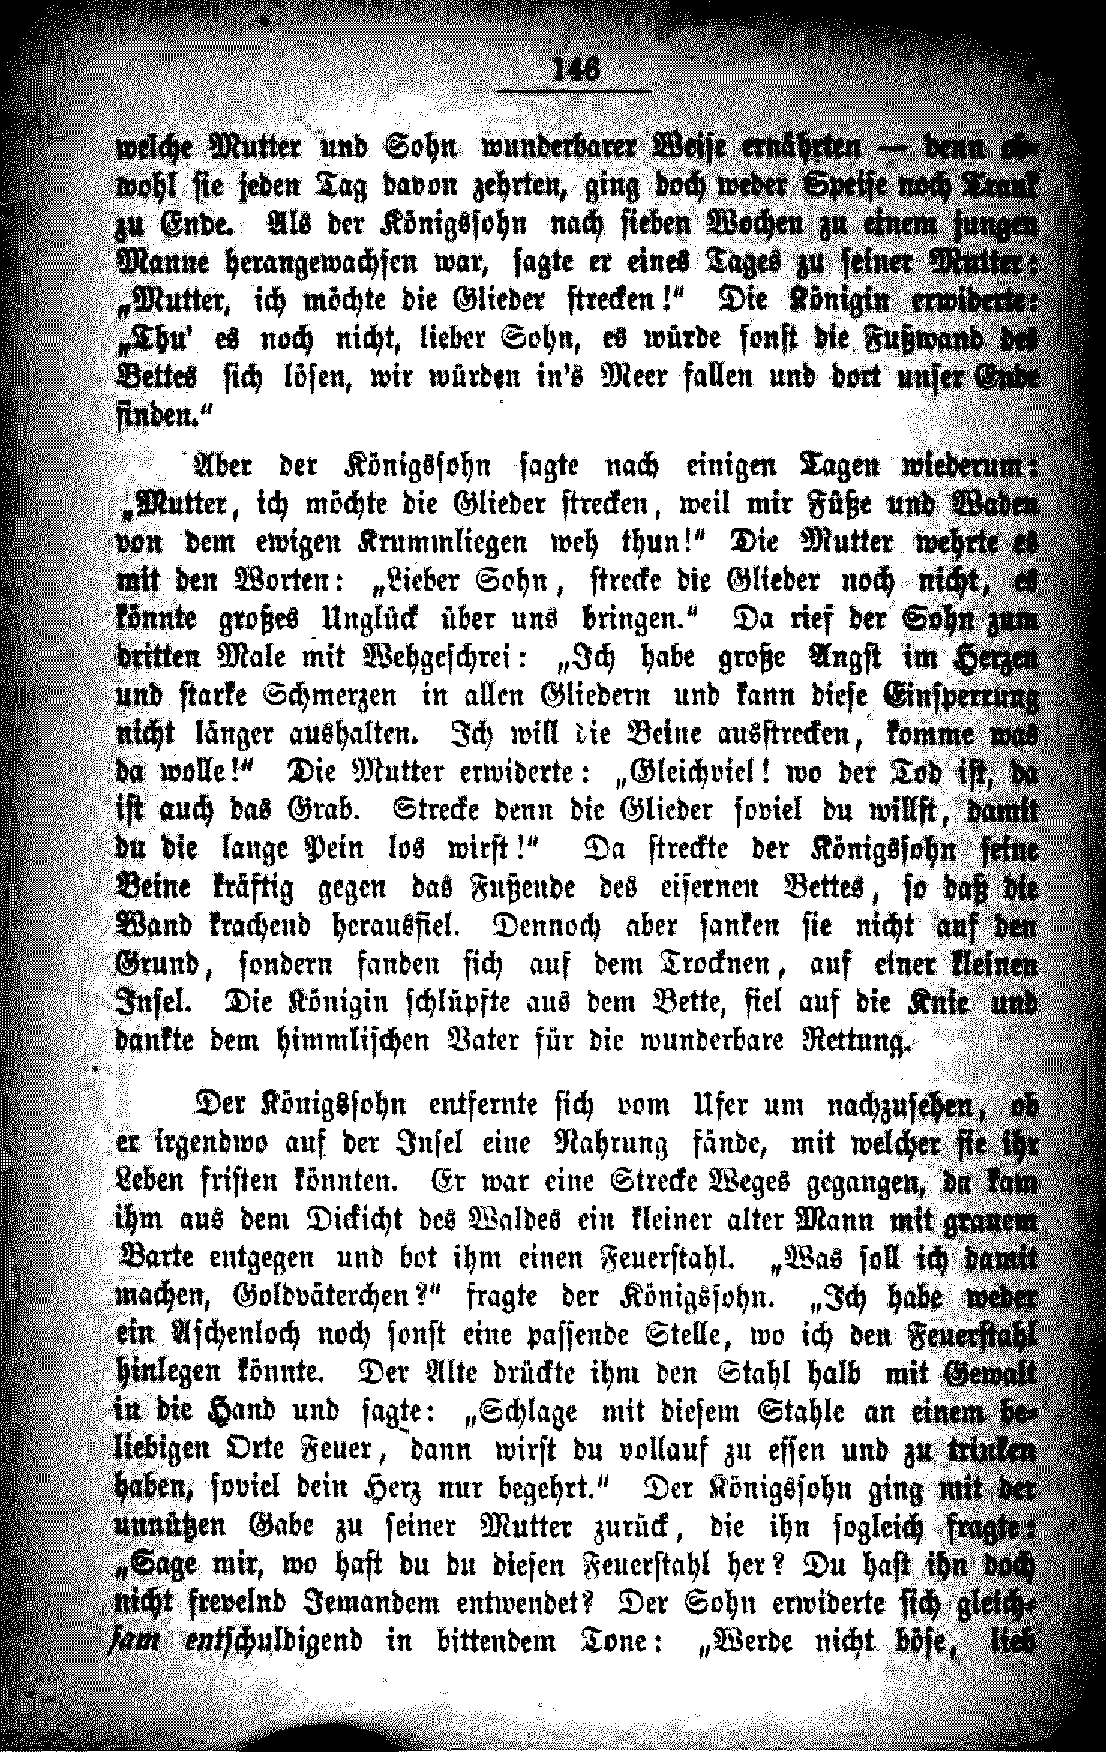 146
welche Mutter und Sohn wunderbarer Weise ernährten — denn ob-
wohl sie jeden Tag davon zehrten, ging doch weder Speise noch Trank
zu Ende. Als der Königssohn nach sieben Wochen zu einem jungen
Manne herangewachsen war, sagte er eines Tages zu seiner Mutter:
„Mutter, ich möchte die Glieder strecken!“ Die Königin erwiderte:
„Thu' es noch nicht, lieber Sohn, es würde sonst die Fußwand des
Bettes sich lösen, wir würden in's Meer fallen und dort unser Ende
finden.“
Aber der Königssohn sagte nach einigen Tagen wiederum:
„Mutter, ich möchte die Glieder strecken, weil mir Füße und Waden
von dem ewigen Krummliegen weh thun!“ Die Mutter wehrte es
mit den Worten: „Lieber Sohn, strecke die Glieder noch nicht, es
könnte großes Unglück über uns bringen.“ Da rief der Sohn zum
dritten Male mit Wehgeschrei: „Ich habe große Angst im Herzen
und starke Schmerzen in allen Gliedern und kann diese Einsperrung
nicht länger aushalten. Ich will die Beine ausstrecken, komme was
da wolle!“ Die Mutter erwiderte: „Gleichviel! wo der Tod ist, da
ist auch das Grab. Strecke denn die Glieder soviel du willst, damit
du die lange Pein los wirst!“ Da streckte der Königssohn seine
Beine kräftig gegen das Fußende des eisernen Bettes, so daß die
Wand krachend herausfiel. Dennoch aber sanken sie nicht auf den
Grund, sondern fanden sich auf dem Trocknen, auf einer kleinen
Insel. Die Königin schlüpfte aus dem Bette, fiel auf die Knie und
dankte dem himmlischen Vater für die wunderbare Rettung.
Der Königssohn entfernte sich vom Ufer um nachzusehen, ob
er irgendwo auf der Insel eine Nahrung fände, mit welcher sie ihr
Leben fristen könnten. Er war eine Strecke Weges gegangen, da kam
ihm aus dem Dickicht des Waldes ein kleiner alter Mann mit grauem
Barte entgegen und bot ihm einen Feuerstahl. „Was soll ich damit
machen, Goldväterchen?“ fragte der Königssohn. „Ich habe weder
ein Aschenloch noch sonst eine passende Stelle, wo ich den Feuerstahl
hinlegen könnte. Der Alte drückte ihm den Stahl halb mit Gewalt
in die Hand und sagte: „Schlage mit diesem Stahle an einem be-
liebigen Orte Feuer, dann wirst du vollauf zu essen und zu trinken
haben, soviel dein Herz nur begehrt.“ Der Königssohn ging mit der
unnützen Gabe zu seiner Mutter zurück, die ihn sogleich fragte:
„Sage mir, wo hast du du diesen Feuerstahl her? Du hast ihn doch
nicht frevelnd Jemandem entwendet? Der Sohn erwiderte sich gleich-
sam entschuldigend in bittendem Tone: „Werde nicht böse, lieb